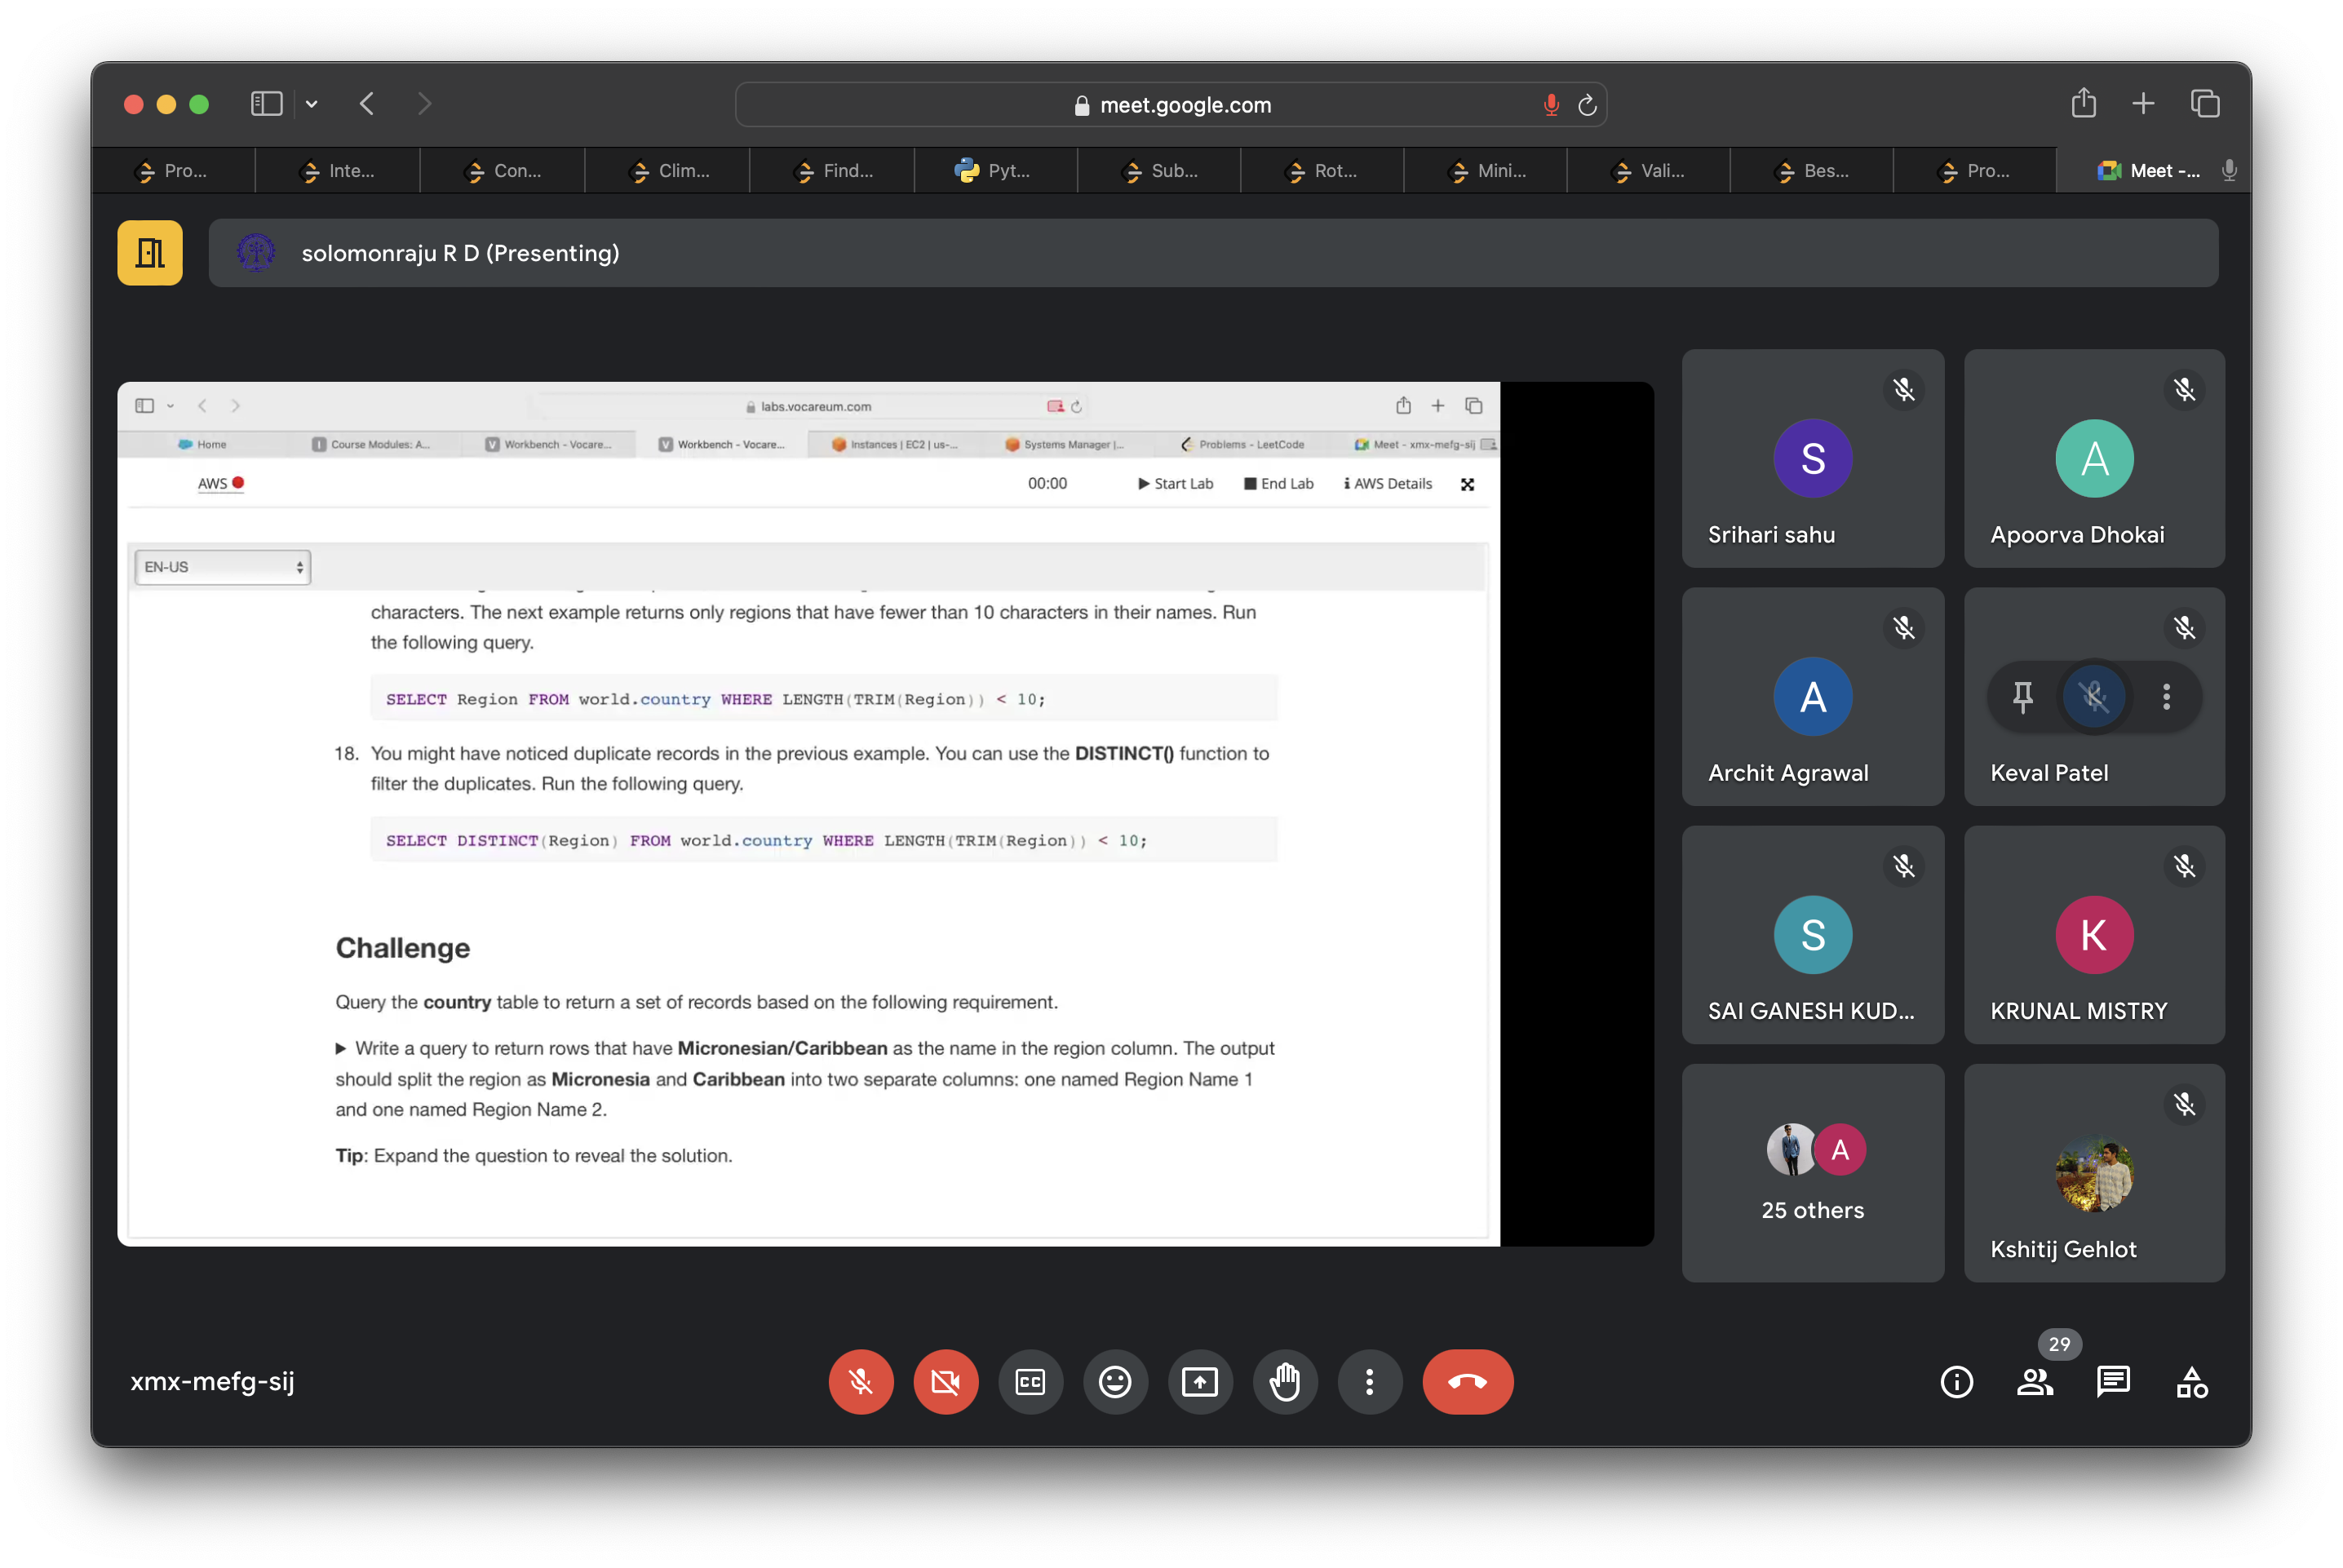 meet.google.com
Pro...
Inte...
Con...
Clim...
Find...
Pyt...
Sub...
Rot...
Mini...
Vali...
Bes...
Pro...
Meet -...
solomonraju R D (Presenting)
labs.vocareum.com
Home
Course Modules: A...
Workbench - Vocare...
Workbench - Vocare...
Instances | EC2 | us-...
Systems Manager |...
Problems - LeetCode
Meet - xmx-mefg-sij
AWS
00:00
Start Lab
End Lab
AWS Details
EN-US
characters. The next example returns only regions that have fewer than 10 characters in their names. Run
the following query.
SELECT Region FROM world.country WHERE LENGTH(TRIM(Region)) < 10;
18. You might have noticed duplicate records in the previous example. You can use the DISTINCT() function to
filter the duplicates. Run the following query.
SELECT DISTINCT(Region) FROM world.country WHERE LENGTH(TRIM(Region)) < 10;
Challenge
Query the country table to return a set of records based on the following requirement.
Write a query to return rows that have Micronesian/Caribbean as the name in the region column. The output
should split the region as Micronesia and Caribbean into two separate columns: one named Region Name 1
and one named Region Name 2.
Tip: Expand the question to reveal the solution.
S
Srihari sahu
A
Apoorva Dhokai
A
Archit Agrawal
K
Keval Patel
S
SAI GANESH KUD...
K
KRUNAL MISTRY
A
25 others
Kshitij Gehlot
xmx-mefg-sij
CC
29